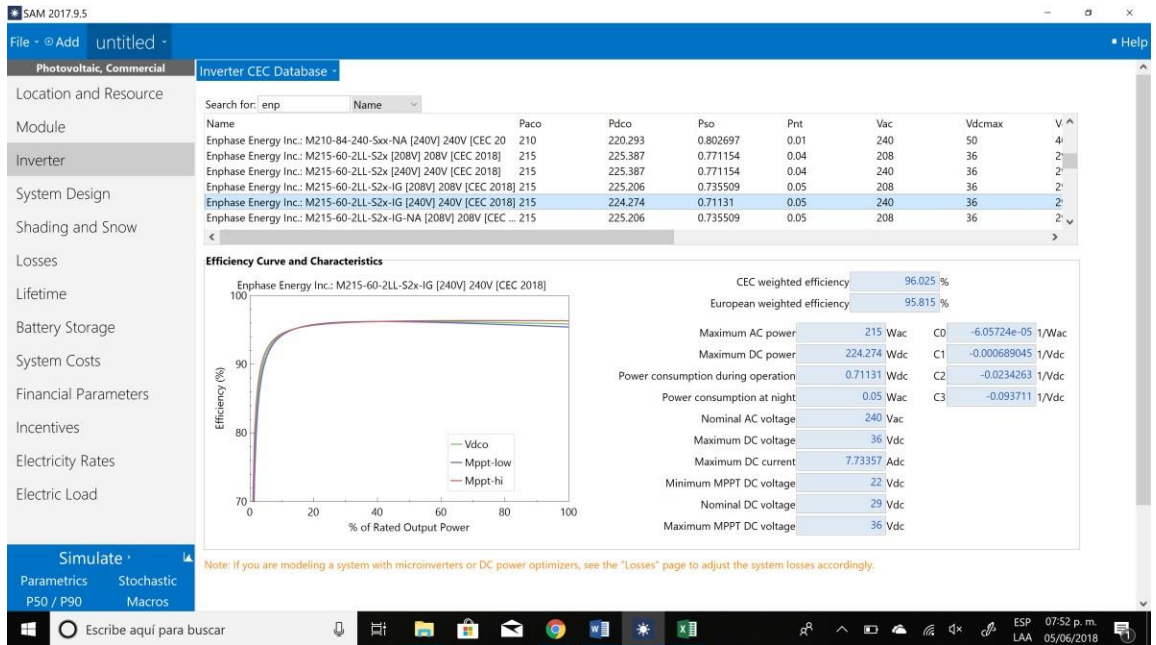 SAM 2017.9.5
File Add untitled Help
Photovoltaic, Commercial
Location and Resource
Module
Inverter
System Design
Shading and Snow
Losses
Lifetime
Battery Storage
System Costs
Financial Parameters
Incentives
Electricity Rates
Electric Load
Simulate
Parametrics Stochastic
P50 / P90 Macros
Inverter CEC Database
Search for: enp Name
Name Paco Pdco Pso Pnt Vac Vdcmax
Enphase Energy Inc.: M210-84-240-Sxx-NA [240V] 240V [CEC 20 210 220.293 0.802697 0.01 240 50
Enphase Energy Inc.: M215-60-2LL-S2x [208V] 208V [CEC 2018] 215 225.387 0.771154 0.04 208 36
Enphase Energy Inc.: M215-60-2LL-S2x [240V] 240V [CEC 2018] 215 225.387 0.771154 0.04 240 36
Enphase Energy Inc.: M215-60-2LL-S2x-IG [208V] 208V [CEC 2018] 215 225.206 0.735509 0.05 208 36
Enphase Energy Inc.: M215-60-2LL-S2x-IG [240V] 240V [CEC 2018] 215 224.274 0.71131 0.05 240 36
Enphase Energy Inc.: M215-60-2LL-S2x-IG-NA [208V] 208V [CEC ... 215 225.206 0.735509 0.05 208 36
Efficiency Curve and Characteristics
Enphase Energy Inc.: M215-60-2LL-S2x-IG [240V] 240V [CEC 2018]
100
90
80
70
Efficiency (%)
Vdco
Mppt-low
Mppt-hi
0 20 40 60 80 100
% of Rated Output Power
CEC weighted efficiency 96.025 %
European weighted efficiency 95.815 %
Maximum AC power 215 Wac C0 -6.05724e-05 1/Wac
Maximum DC power 224.274 Wdc C1 -0.000689045 1/Vdc
Power consumption during operation 0.71131 Wdc C2 -0.0234263 1/Vdc
Power consumption at night 0.05 Wac C3 -0.093711 1/Vdc
Nominal AC voltage 240 Vac
Maximum DC voltage 36 Vdc
Maximum DC current 7.73357 Adc
Minimum MPPT DC voltage 22 Vdc
Nominal DC voltage 29 Vdc
Maximum MPPT DC voltage 36 Vdc
Note: If you are modeling a system with microinverters or DC power optimizers, see the "Losses" page to adjust the system losses accordingly.
Escribe aquí para buscar
ESP 07:52 p. m.
LAA 05/06/2018